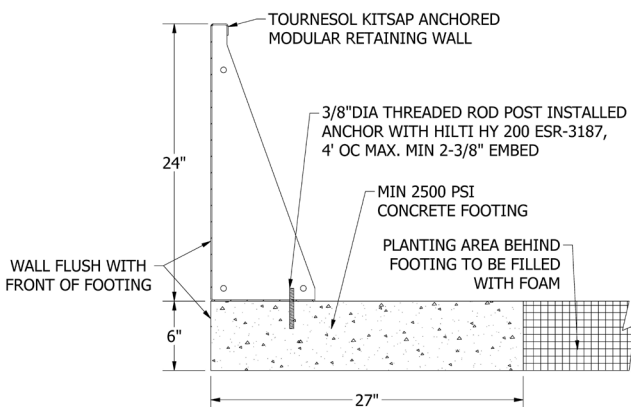 TOURNESOL KITSAP ANCHORED
MODULAR RETAINING WALL
3/8"DIA THREADED ROD POST INSTALLED
ANCHOR WITH HILTI HY 200 ESR-3187,
4' OC MAX. MIN 2-3/8" EMBED
24"
MIN 2500 PSI
CONCRETE FOOTING
PLANTING AREA BEHIND
FOOTING TO BE FILLED
WITH FOAM
WALL FLUSH WITH
FRONT OF FOOTING
6"
27"